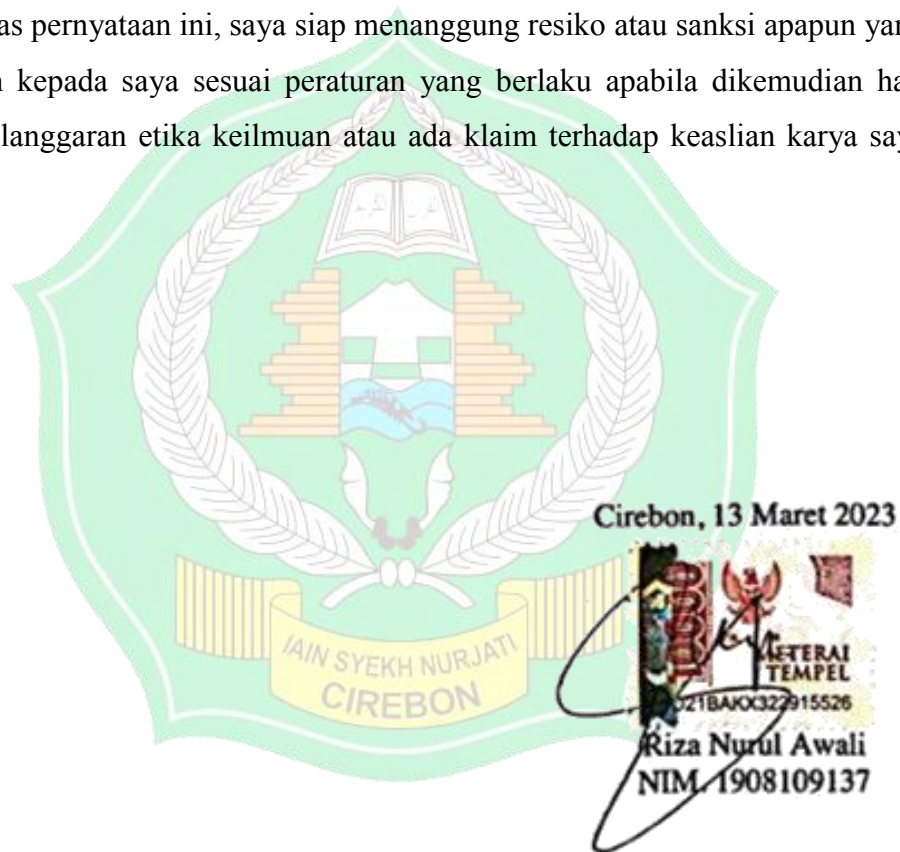 as pernyataan ini, saya siap menanggung resiko atau sanksi apapun yan
kepada saya sesuai peraturan yang berlaku apabila dikemudian ha
langgaran etika keilmuan atau ada klaim terhadap keaslian karya say
IAIN SYEKH NURJATI
CIREBON
Cirebon, 13 Maret 2023
10000
METERAI
TEMPEL
021BAKX322915526
Riza Nurul Awali
NIM. 1908109137